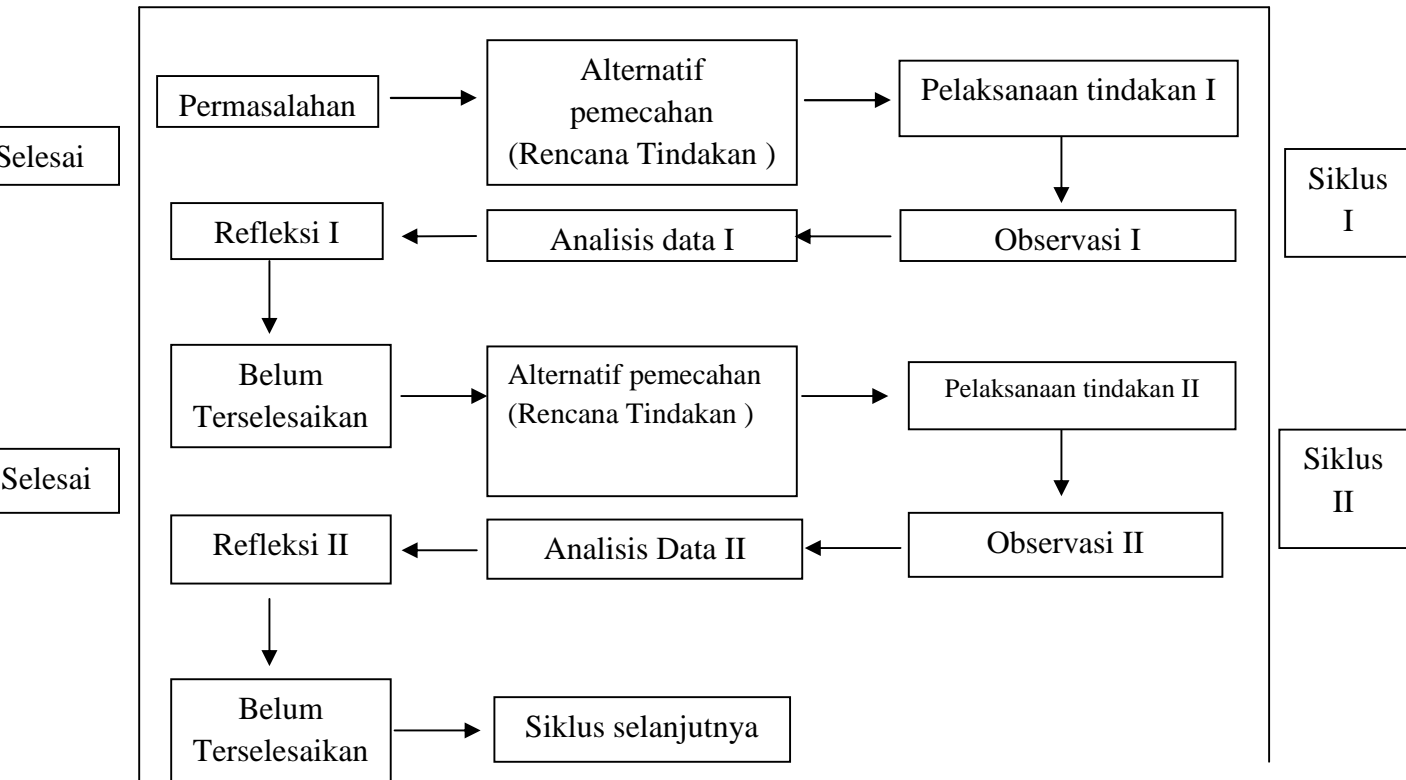 Permasalahan
Alternatif
pemecahan
(Rencana Tindakan )
Pelaksanaan tindakan I
Selesai
Siklus
I
Refleksi I
Analisis data I
Observasi I
Belum
Terselesaikan
Alternatif pemecahan
(Rencana Tindakan )
Pelaksanaan tindakan II
Selesai
Siklus
II
Refleksi II
Analisis Data II
Observasi II
Belum
Terselesaikan
Siklus selanjutnya